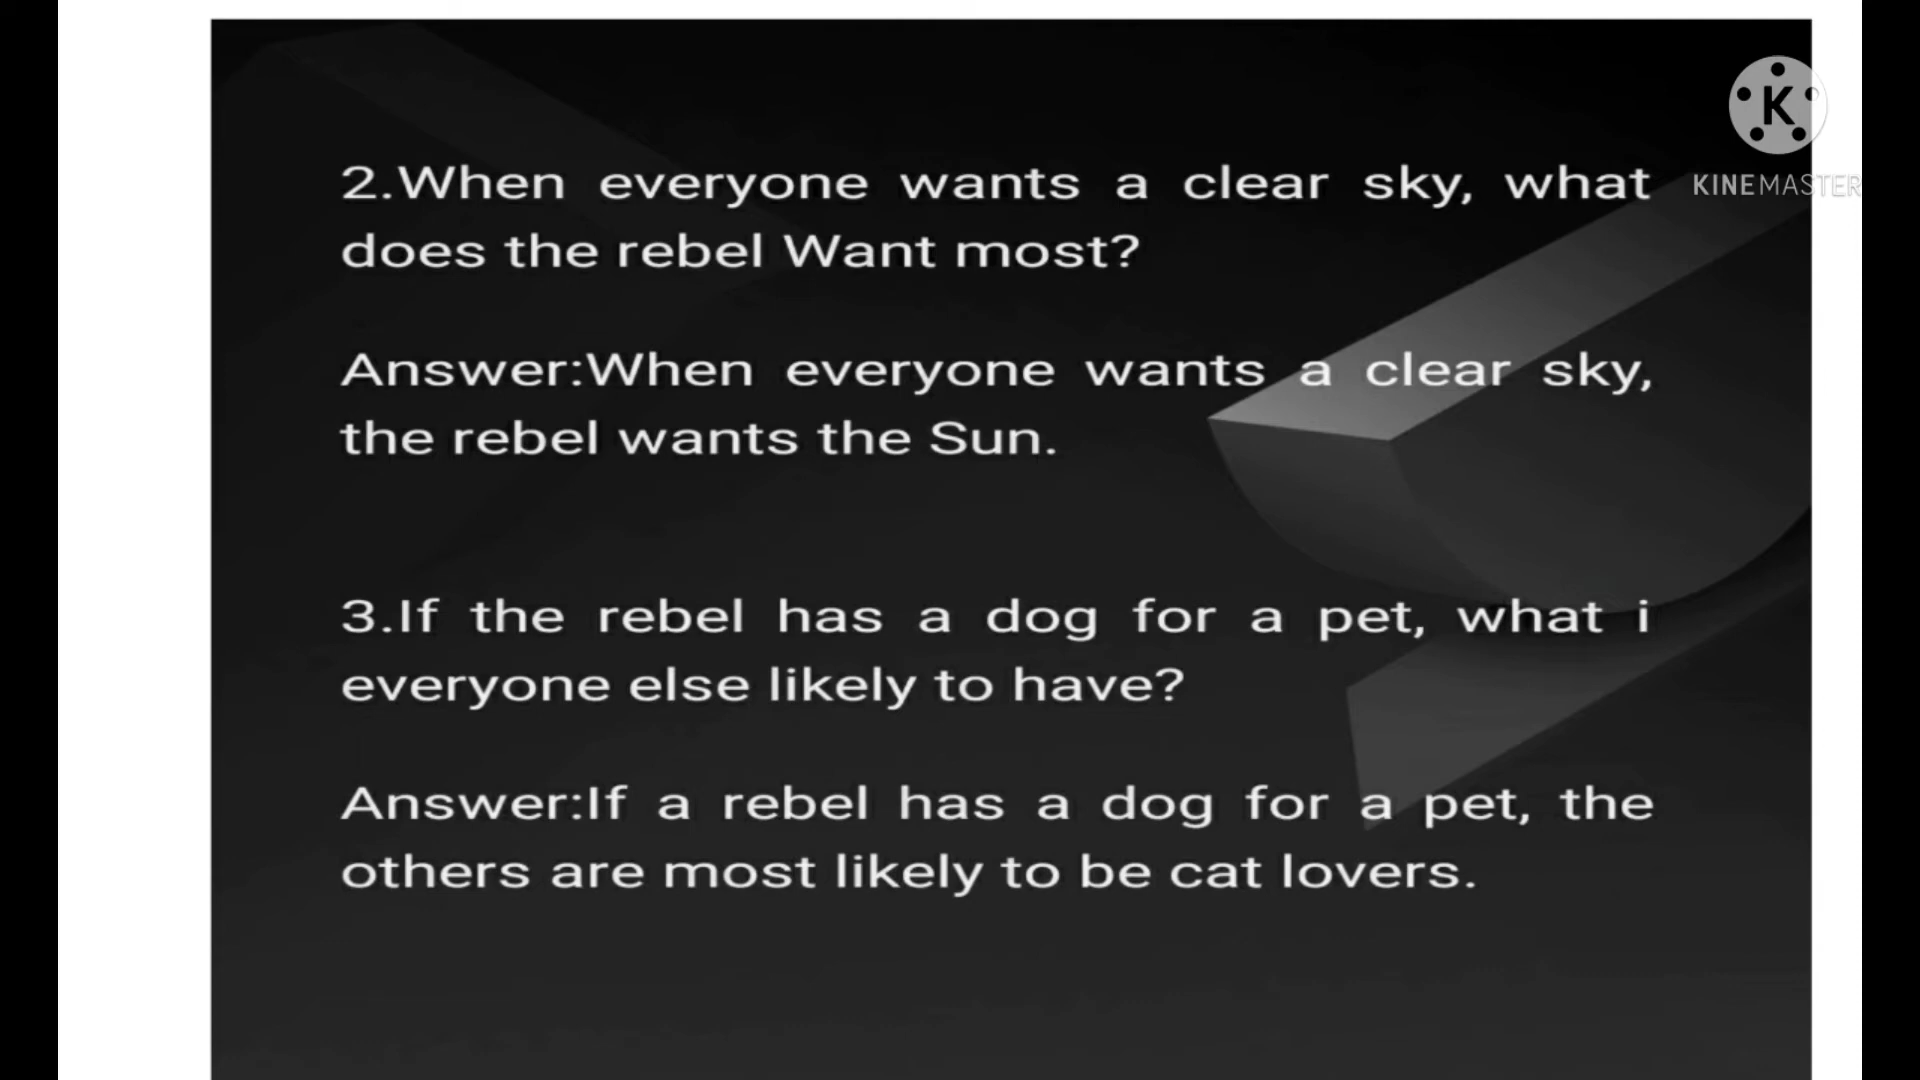 2.When everyone wants a clear sky, what
does the rebel Want most?
Answer:When everyone wants a clear sky,
the rebel wants the Sun.
3.If the rebel has a dog for a pet, what i
everyone else likely to have?
Answer:If a rebel has a dog for a pet, the
others are most likely to be cat lovers.
K
KINEMASTER